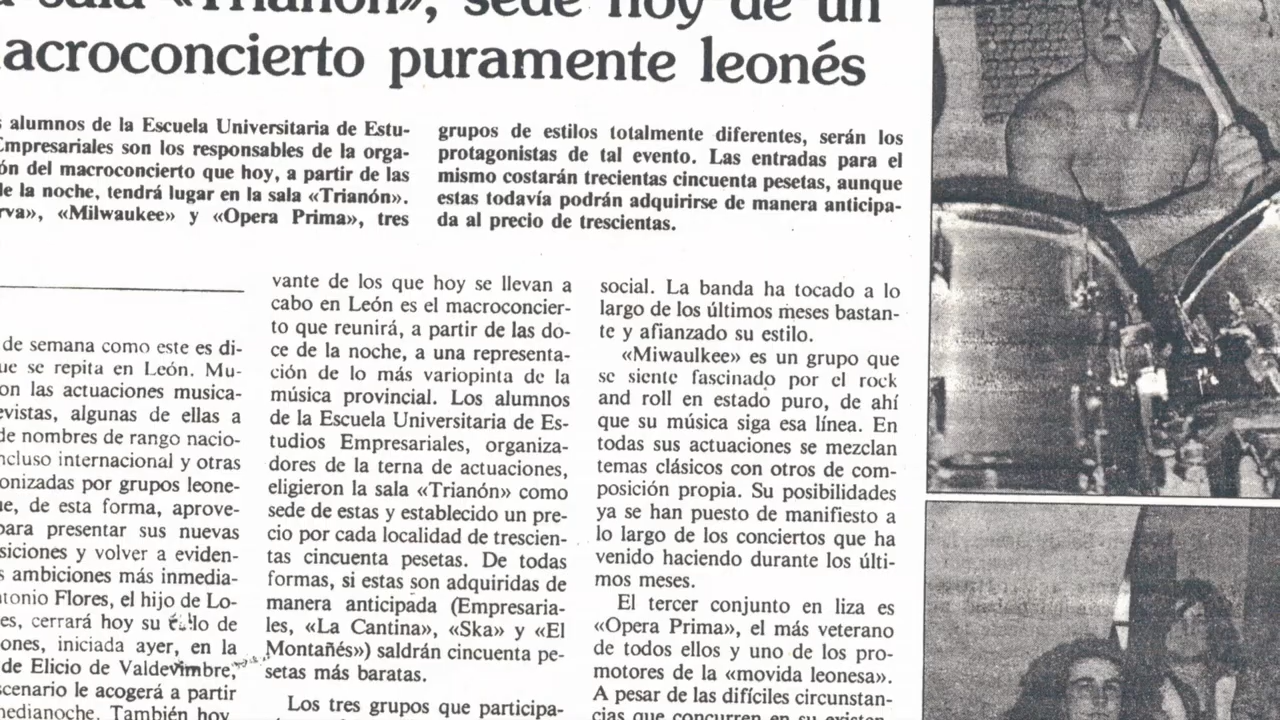 sala «Trianón», sede hoy de un
acroconcierto puramente leonés
alumnos de la Escuela Universitaria de Estu-
Empresariales son los responsables de la orga-
ón del macroconcierto que hoy, a partir de las
de la noche, tendrá lugar en la sala «Trianón».
rva», «Milwaukee» y «Opera Prima», tres
grupos de estilos totalmente diferentes, serán los
protagonistas de tal evento. Las entradas para el
mismo costarán trecientas cincuenta pesetas, aunque
estas todavía podrán adquirirse de manera anticipa-
da al precio de trescientas.
de semana como este es di-
ue se repita en León. Mu-
on las actuaciones musica-
evistas, algunas de ellas a
de nombres de rango nacio-
ncluso internacional y otras
onizadas por grupos leone-
ue, de esta forma, aprove-
para presentar sus nuevas
siciones y volver a eviden-
s ambiciones más inmedia-
ntonio Flores, el hijo de Lo-
es, cerrará hoy su de
ones, iniciada ayer, en la
de Elicio de Valdevimbre,
scenario le acogerá a partir
medianoche. También hoy
vante de los que hoy se llevan a
cabo en León es el macroconcier-
to que reunirá, a partir de las do-
ce de la noche, a una representa-
ción de lo más variopinta de la
música provincial. Los alumnos
de la Escuela Universitaria de Es-
tudios Empresariales, organiza-
dores de la terna de actuaciones,
eligieron la sala «Trianón» como
sede de estas y establecido un pre-
cio por cada localidad de trescien-
tas cincuenta pesetas. De todas
formas, si estas son adquiridas de
manera anticipada (Empresaria-
les, «La Cantina», «Ska» y «El
Montañés») saldrán cincuenta pe-
setas más baratas.
Los tres grupos que participa-
social. La banda ha tocado a lo
largo de los últimos meses bastan-
te y afianzado su estilo.
«Miwaulkee» es un grupo que
se siente fascinado por el rock
and roll en estado puro, de ahí
que su música siga esa línea. En
todas sus actuaciones se mezclan
temas clásicos con otros de com-
posición propia. Su posibilidades
ya se han puesto de manifiesto a
lo largo de los conciertos que ha
venido haciendo durante los últi-
mos meses.
El tercer conjunto en liza es
«Opera Prima», el más veterano
de todos ellos y uno de los pro-
motores de la «movida leonesa».
A pesar de las difíciles circunstan-
cias que concurren en su existen-